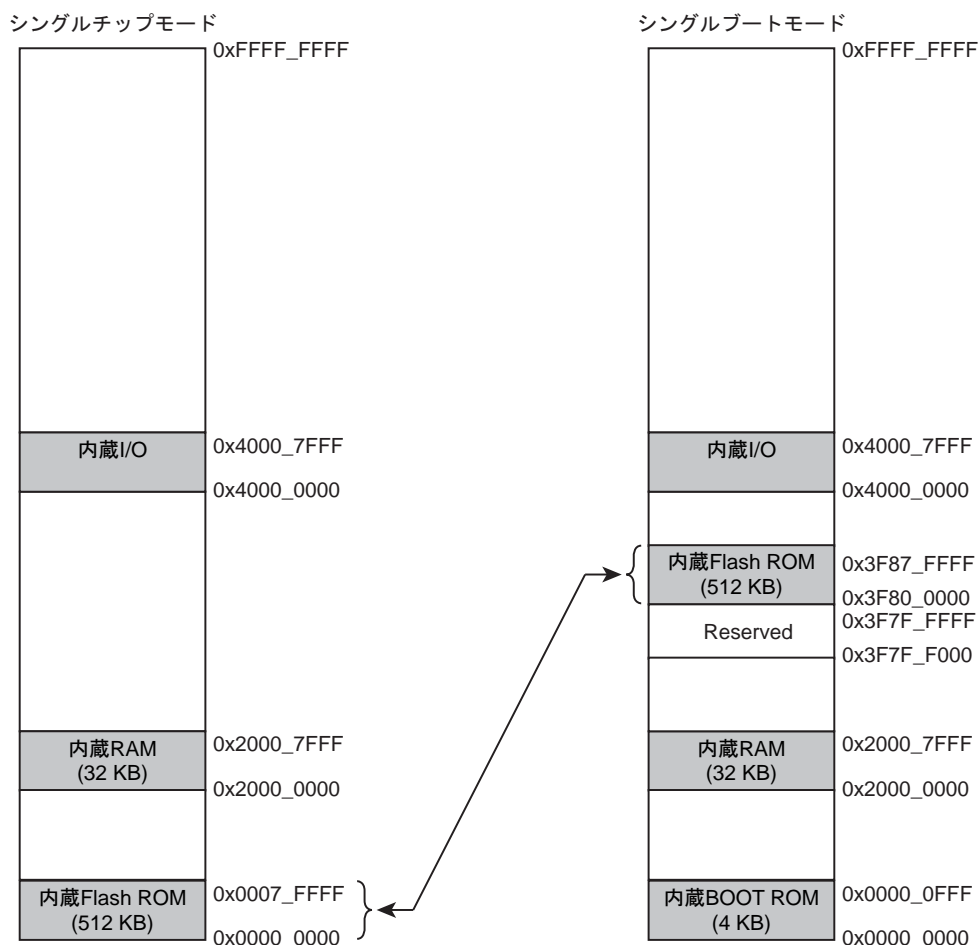 シングルチップモード
0xFFFF_FFFF
内蔵I/O
0x4000_7FFF
0x4000_0000
内蔵RAM
(32 KB)
0x2000_7FFF
0x2000_0000
内蔵Flash ROM
(512 KB)
0x0007_FFFF
0x0000_0000
シングルブートモード
0xFFFF_FFFF
内蔵I/O
0x4000_7FFF
0x4000_0000
内蔵Flash ROM
(512 KB)
0x3F87_FFFF
0x3F80_0000
Reserved
0x3F7F_FFFF
0x3F7F_F000
内蔵RAM
(32 KB)
0x2000_7FFF
0x2000_0000
内蔵BOOT ROM
(4 KB)
0x0000_0FFF
0x0000_0000